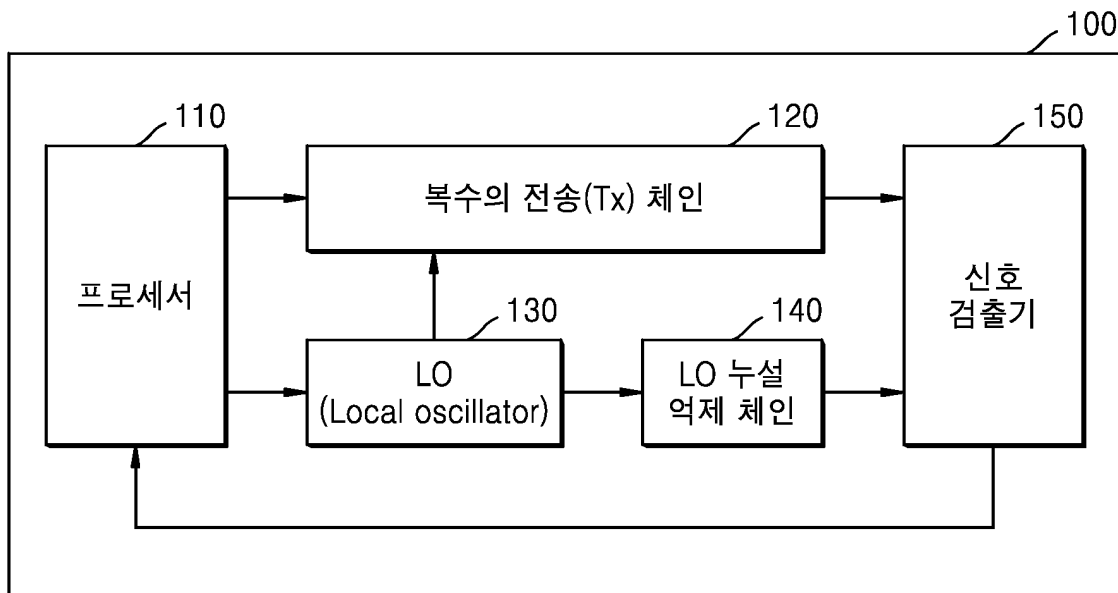 100
110
120
150
복수의 전송(Tx) 체인
프로세서
신호
검출기
130
140
LO
(Local oscillator)
LO 누설
억제 체인